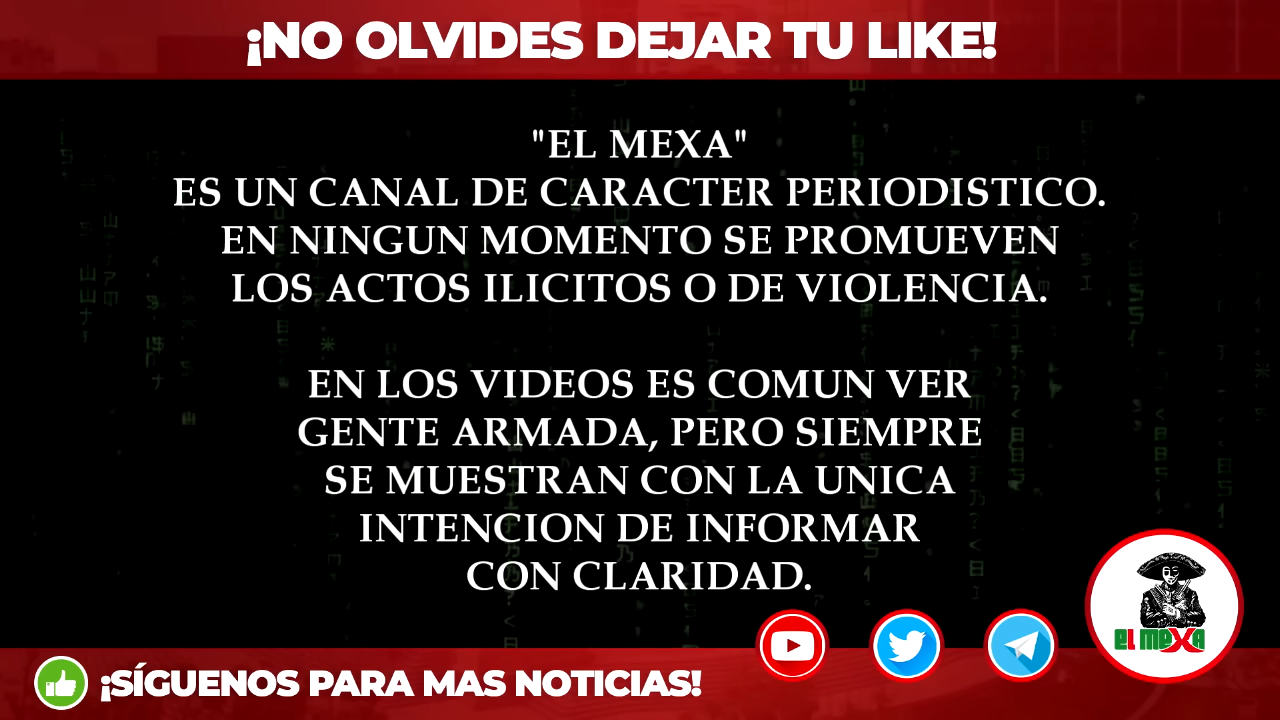 ¡NO OLVIDES DEJAR TU LIKE!
"EL MEXA"
ES UN CANAL DE CARACTER PERIODISTICO.
EN NINGUN MOMENTO SE PROMUEVEN
LOS ACTOS ILICITOS O DE VIOLENCIA.
EN LOS VIDEOS ES COMUN VER
GENTE ARMADA, PERO SIEMPRE
SE MUESTRAN CON LA UNICA
INTENCION DE INFORMAR
CON CLARIDAD.
EL MEXA
¡SÍGUENOS PARA MAS NOTICIAS!